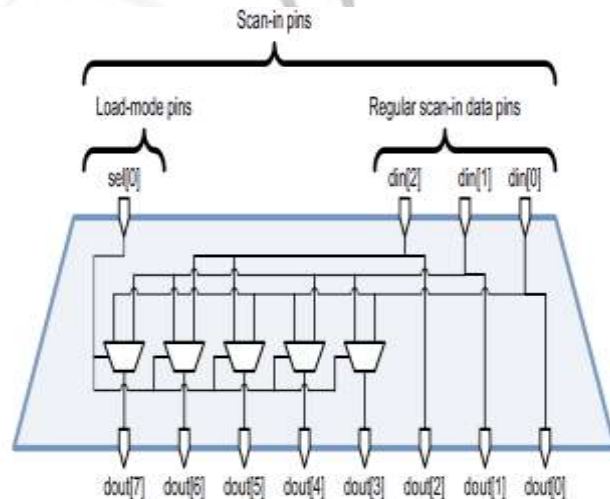 Scan-in pins
Load-mode pins Regular scan-in data pins
sel[0] din[2] din[1] din[0]
dout[7] dout[6] dout[5] dout[4] dout[3] dout[2] dout[1] dout[0]